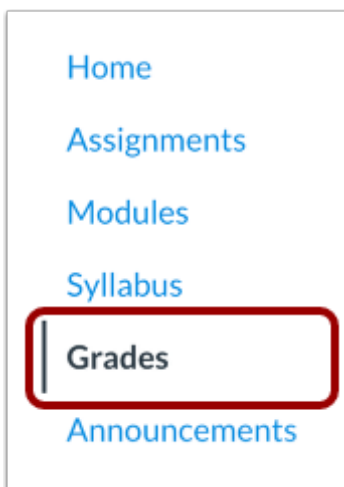 Home
Assignments
Modules
Syllabus
Grades
Announcements